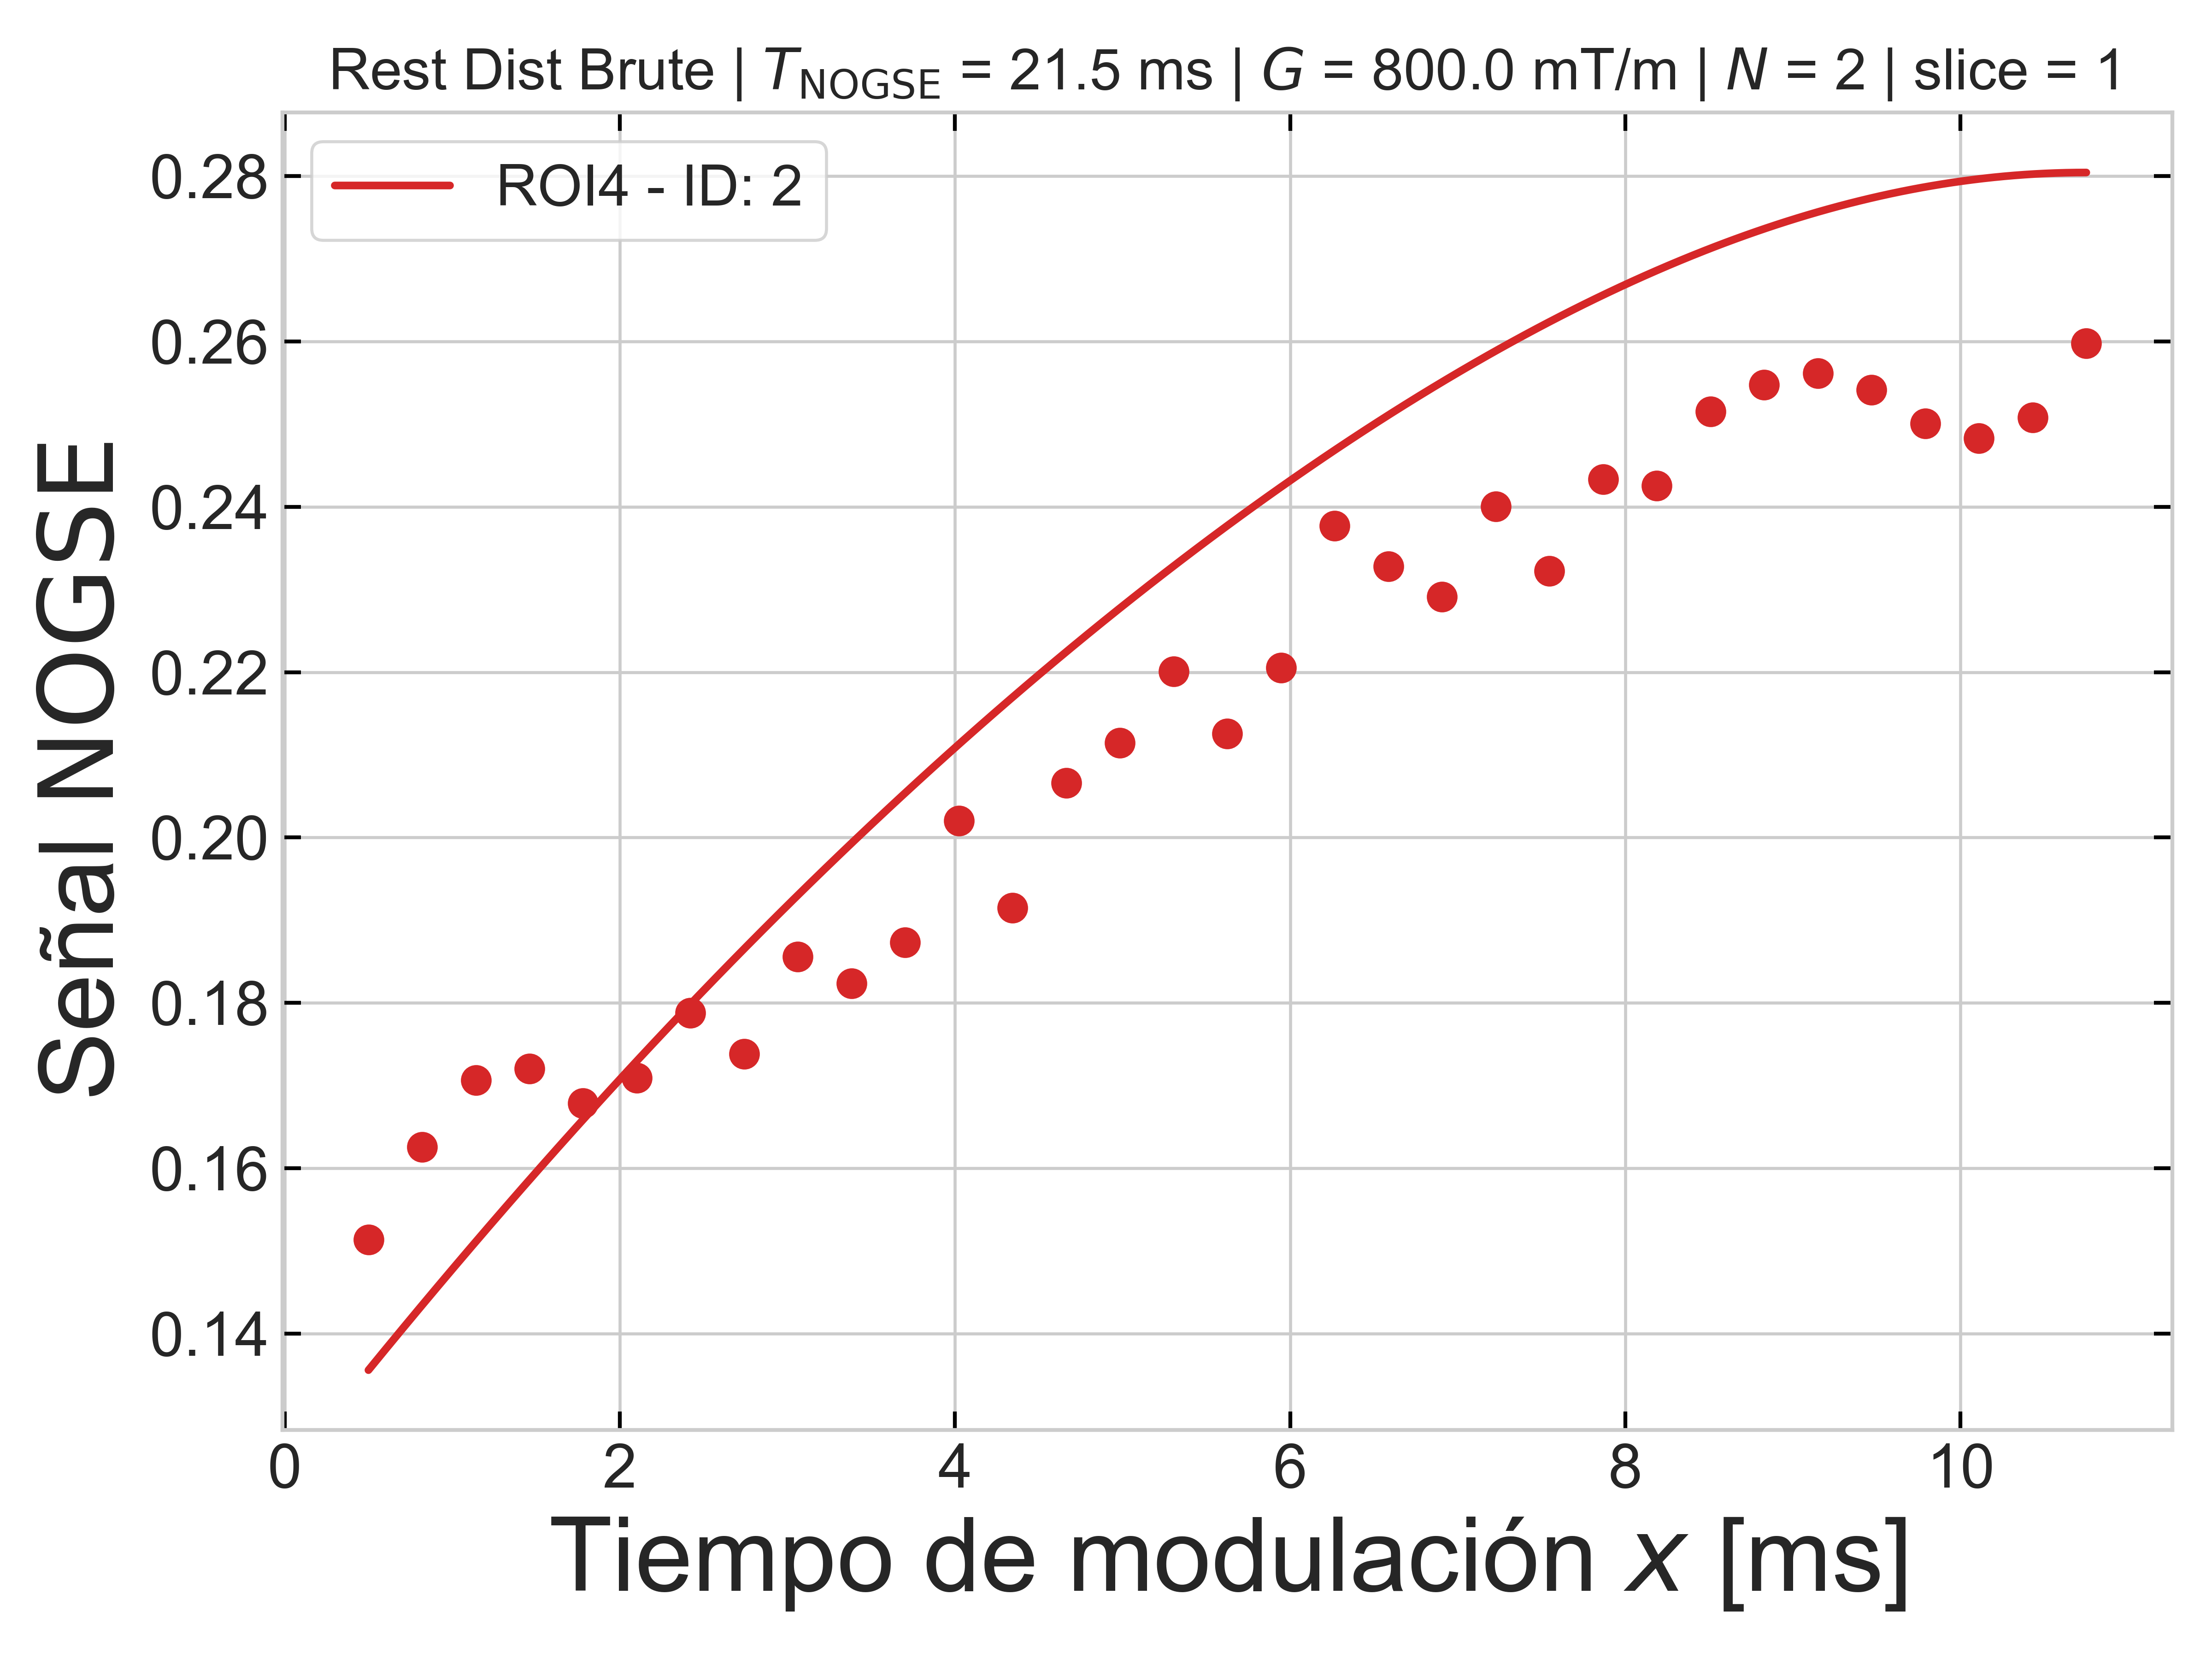 Rest Dist Brute | T_NOGSE = 21.5 ms | G = 800.0 mT/m | N = 2 | slice = 1
ROI4 - ID: 2
Señal NOGSE
0.28
0.26
0.24
0.22
0.20
0.18
0.16
0.14
0 2 4 6 8 10
Tiempo de modulación x [ms]